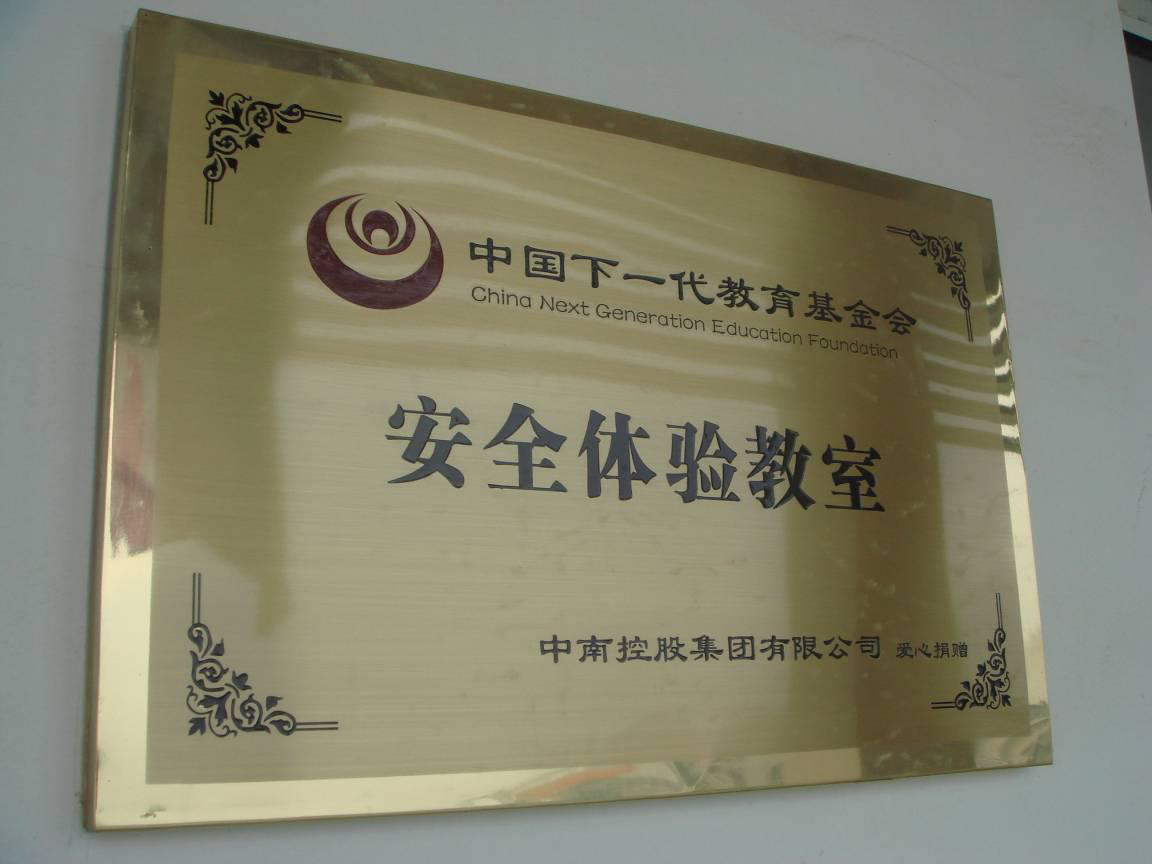 中国下一代教育基金会
China Next Generation Education Foundation
安全体验教室
中南控股集团有限公司 爱心捐赠